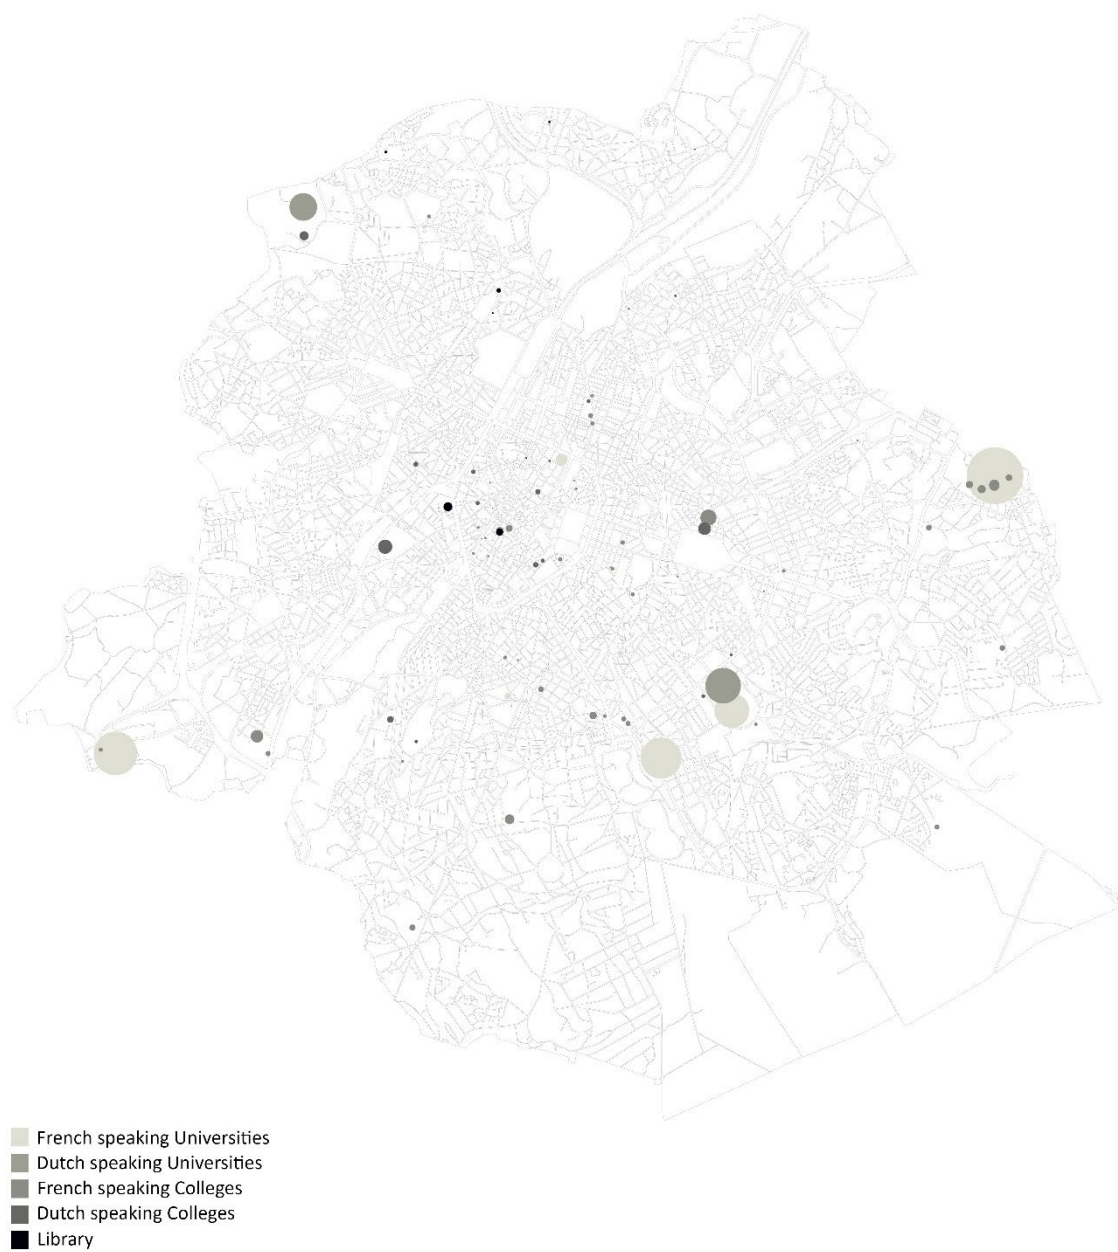 French speaking Universities
Dutch speaking Universities
French speaking Colleges
Dutch speaking Colleges
Library